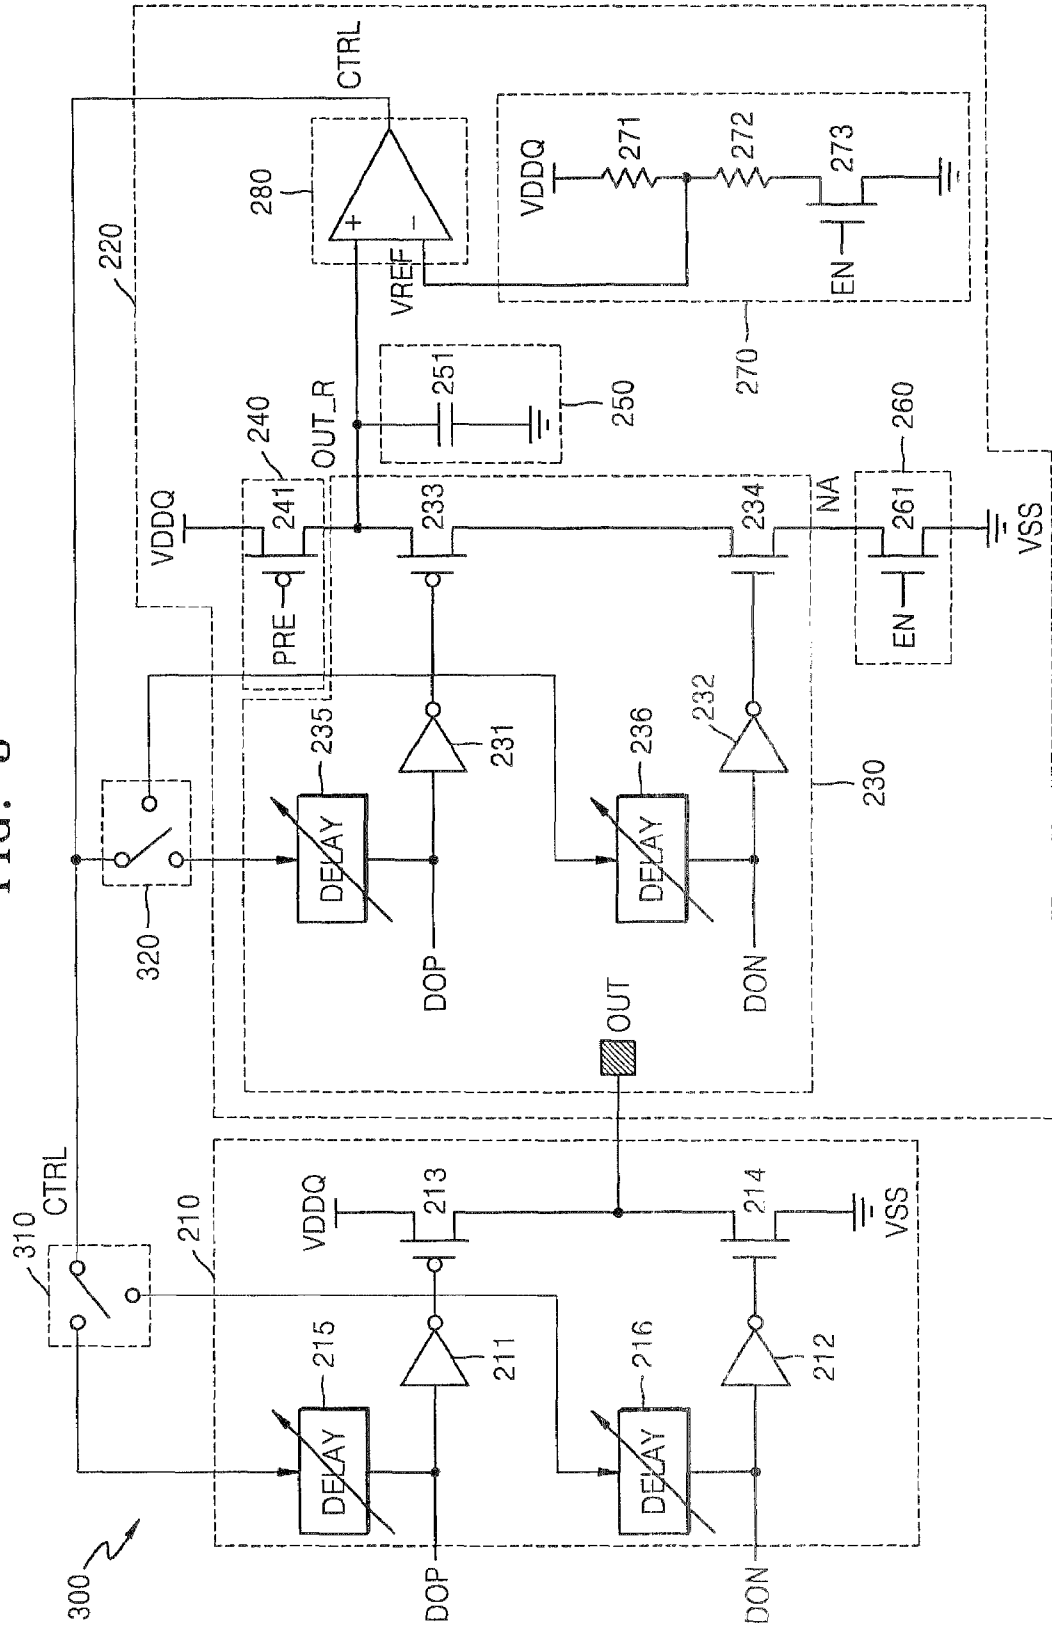 300
310
CTRL
320
220
CTRL
210
215
DELAY
DOP
211
VDDQ
213
216
DELAY
DON
212
214
VSS
OUT
235
DELAY
DOP
231
236
DELAY
DON
232
230
VDDQ
240
241
PRE
OUT_R
233
234
NA
260
261
EN
VSS
250
251
280
+
−
VREF
270
VDDQ
271
272
273
EN